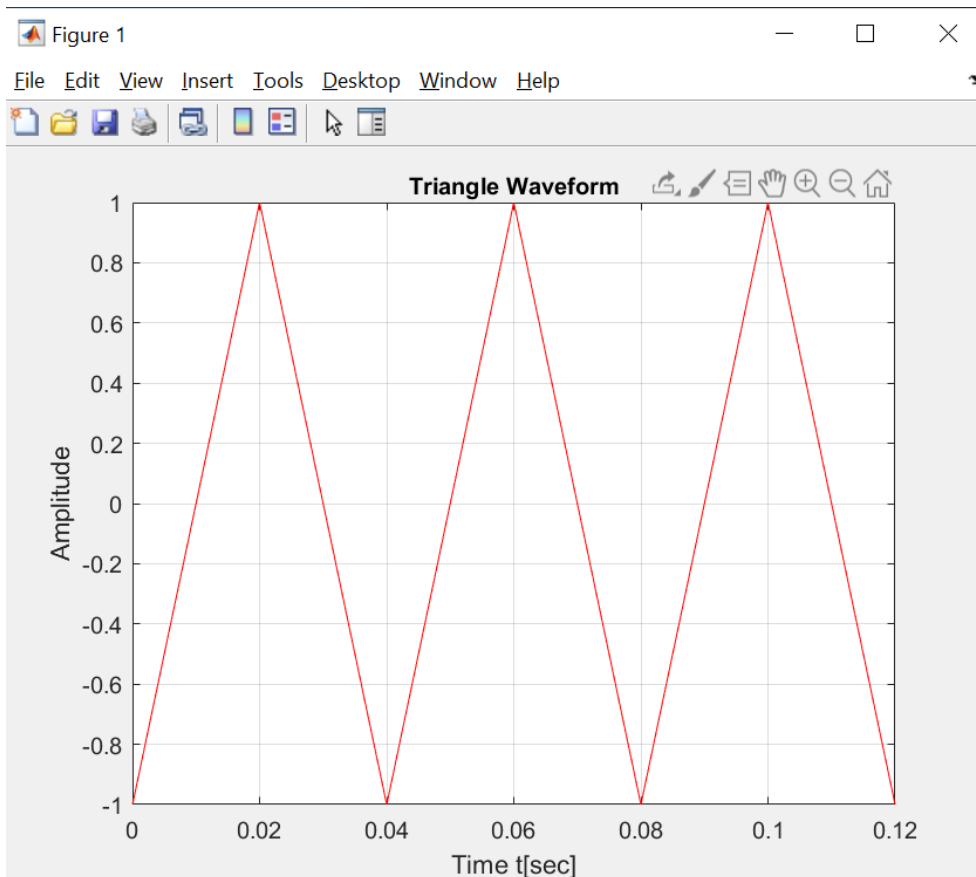 Figure 1
File Edit View Insert Tools Desktop Window Help
Triangle Waveform
1
0.8
0.6
0.4
0.2
0
-0.2
-0.4
-0.6
-0.8
-1
Amplitude
0 0.02 0.04 0.06 0.08 0.1 0.12
Time t[sec]